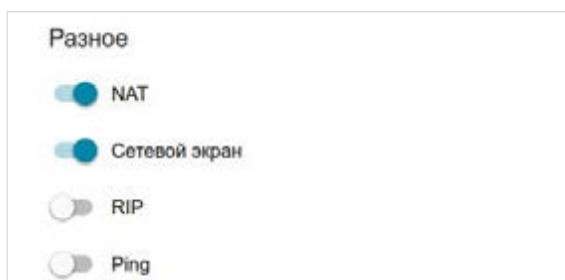 Разное
NAT
Сетевой экран
RIP
Ping